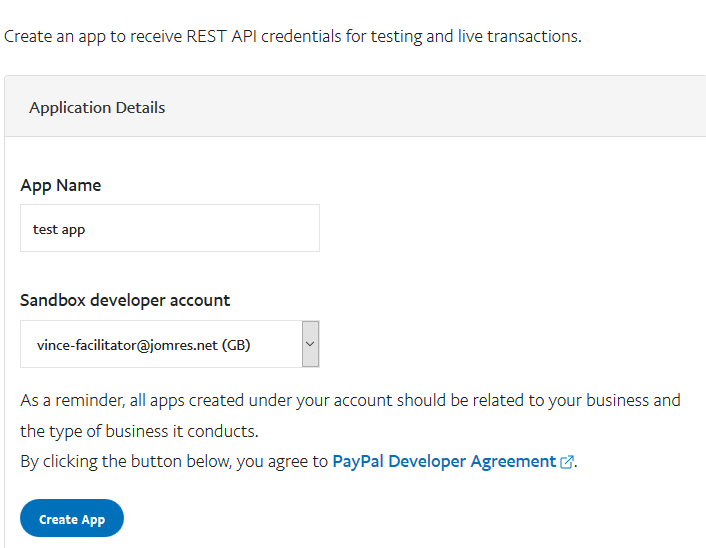 Create an app to receive REST API credentials for testing and live transactions.
Application Details
App Name
test app
Sandbox developer account
vince-facilitator@jomres.net (GB)
As a reminder, all apps created under your account should be related to your business and
the type of business it conducts.
By clicking the button below, you agree to PayPal Developer Agreement.
Create App